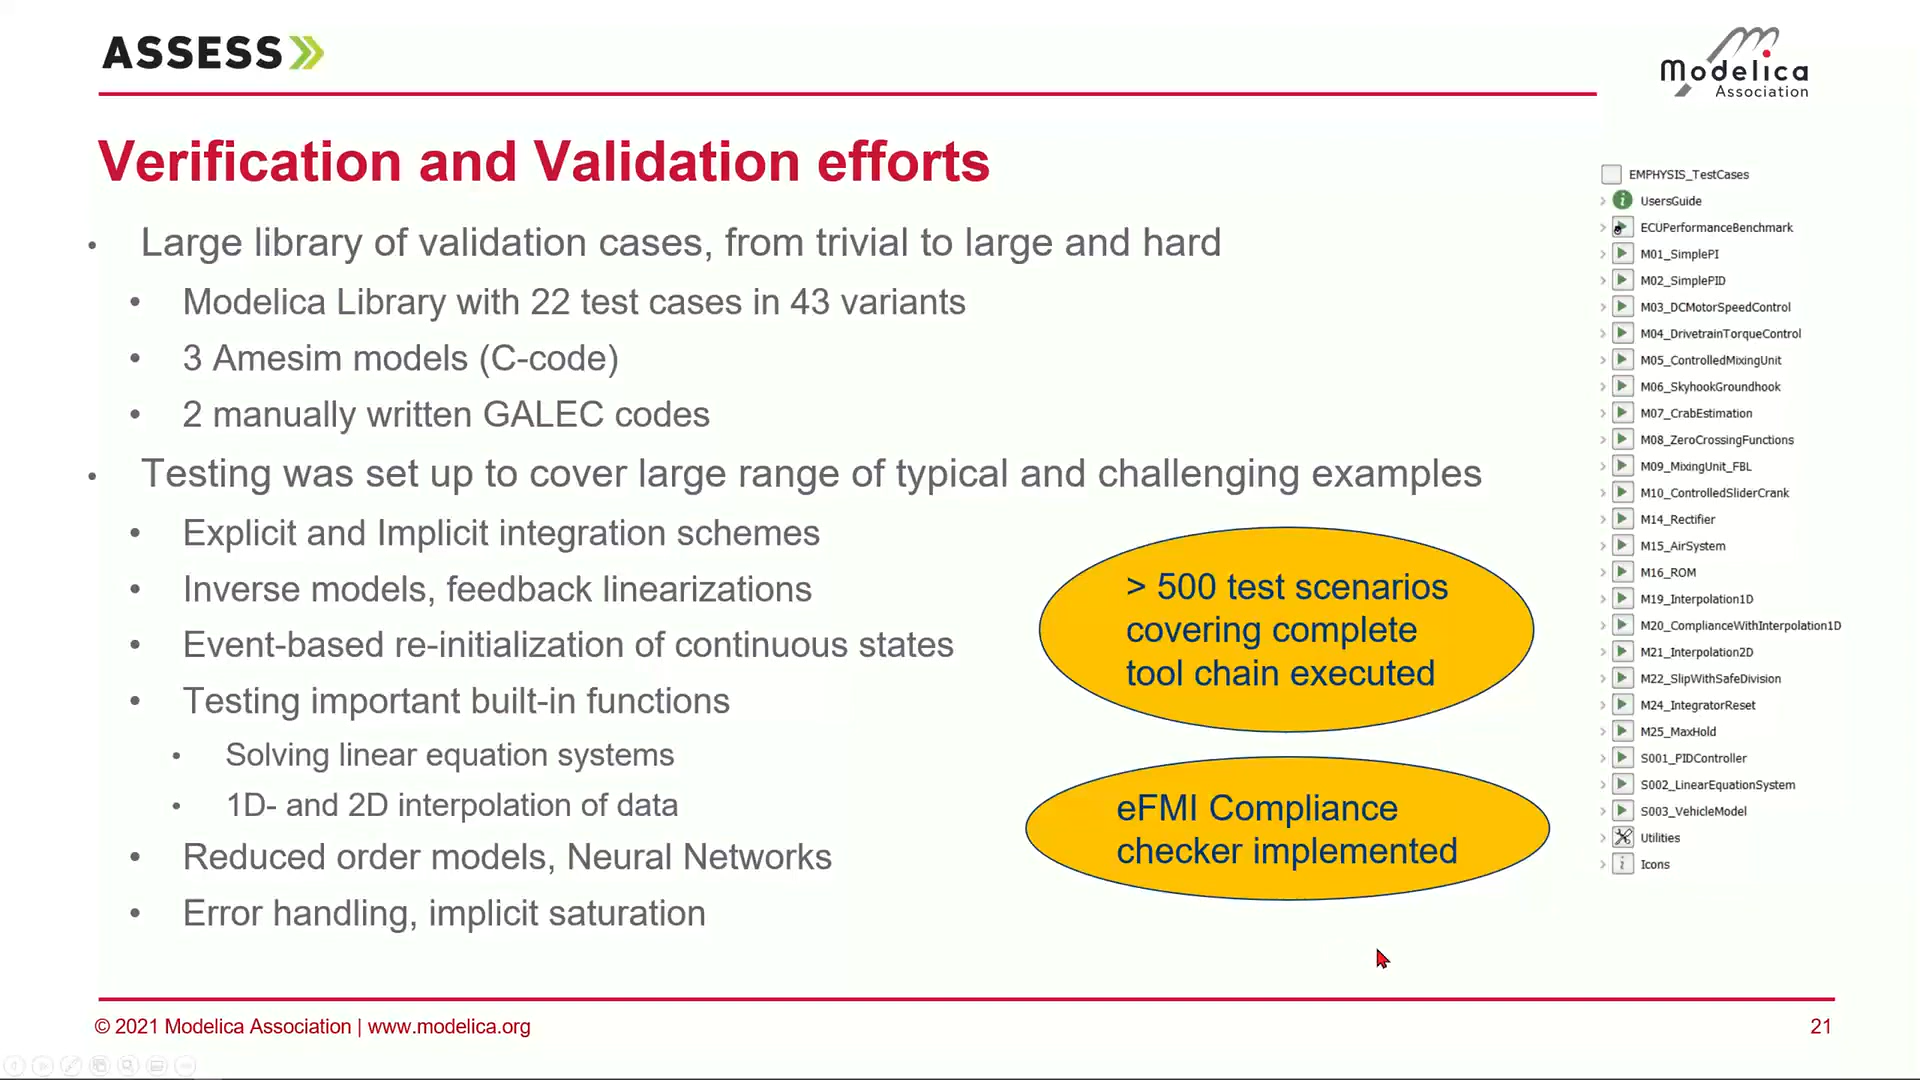 ASSESS
Modelica
Association
Verification and Validation efforts
• Large library of validation cases, from trivial to large and hard
• Modelica Library with 22 test cases in 43 variants
• 3 Amesim models (C-code)
• 2 manually written GALEC codes
• Testing was set up to cover large range of typical and challenging examples
• Explicit and Implicit integration schemes
• Inverse models, feedback linearizations
• Event-based re-initialization of continuous states
• Testing important built-in functions
• Solving linear equation systems
• 1D- and 2D interpolation of data
• Reduced order models, Neural Networks
• Error handling, implicit saturation
> 500 test scenarios
covering complete
tool chain executed
eFMI Compliance
checker implemented
EMPHYSIS_TestCases
UsersGuide
ECUPerformanceBenchmark
M01_SimplePI
M02_SimplePID
M03_DCMotorSpeedControl
M04_DrivetrainTorqueControl
M05_ControlledMixingUnit
M06_SkyhookGroundhook
M07_CrabEstimation
M08_ZeroCrossingFunctions
M09_MixingUnit_FBL
M10_ControlledSliderCrank
M14_Rectifier
M15_AirSystem
M16_ROM
M19_Interpolation1D
M20_ComplianceWithInterpolation1D
M21_Interpolation2D
M22_SlipWithSafeDivision
M24_IntegratorReset
M25_MaxHold
S001_PIDController
S002_LinearEquationSystem
S003_VehicleModel
Utilities
Icons
© 2021 Modelica Association | www.modelica.org
21